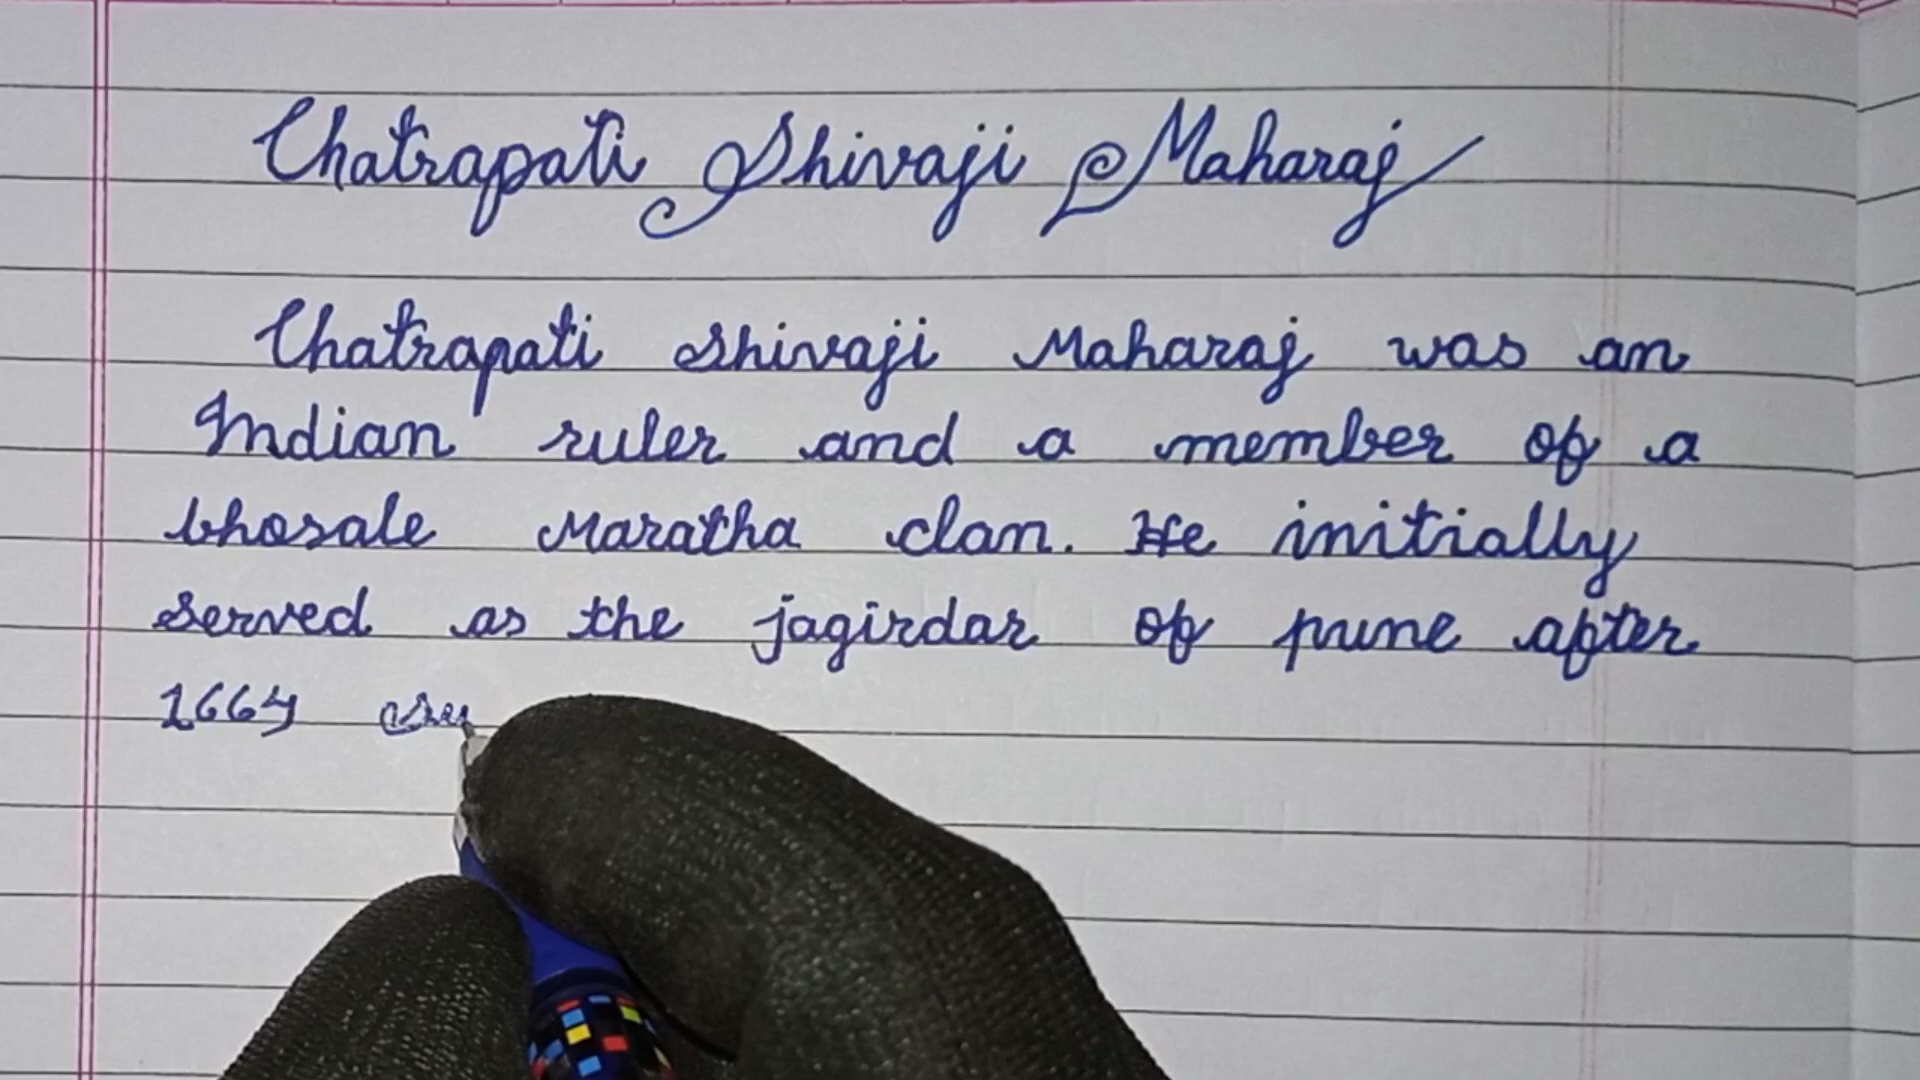 Chatrapati Shivaji Maharaj
Chatrapati Shivaji Maharaj was an
Indian ruler and a member of a
bhosale Maratha clan. He initially
served as the jagirdar of pune after
1664